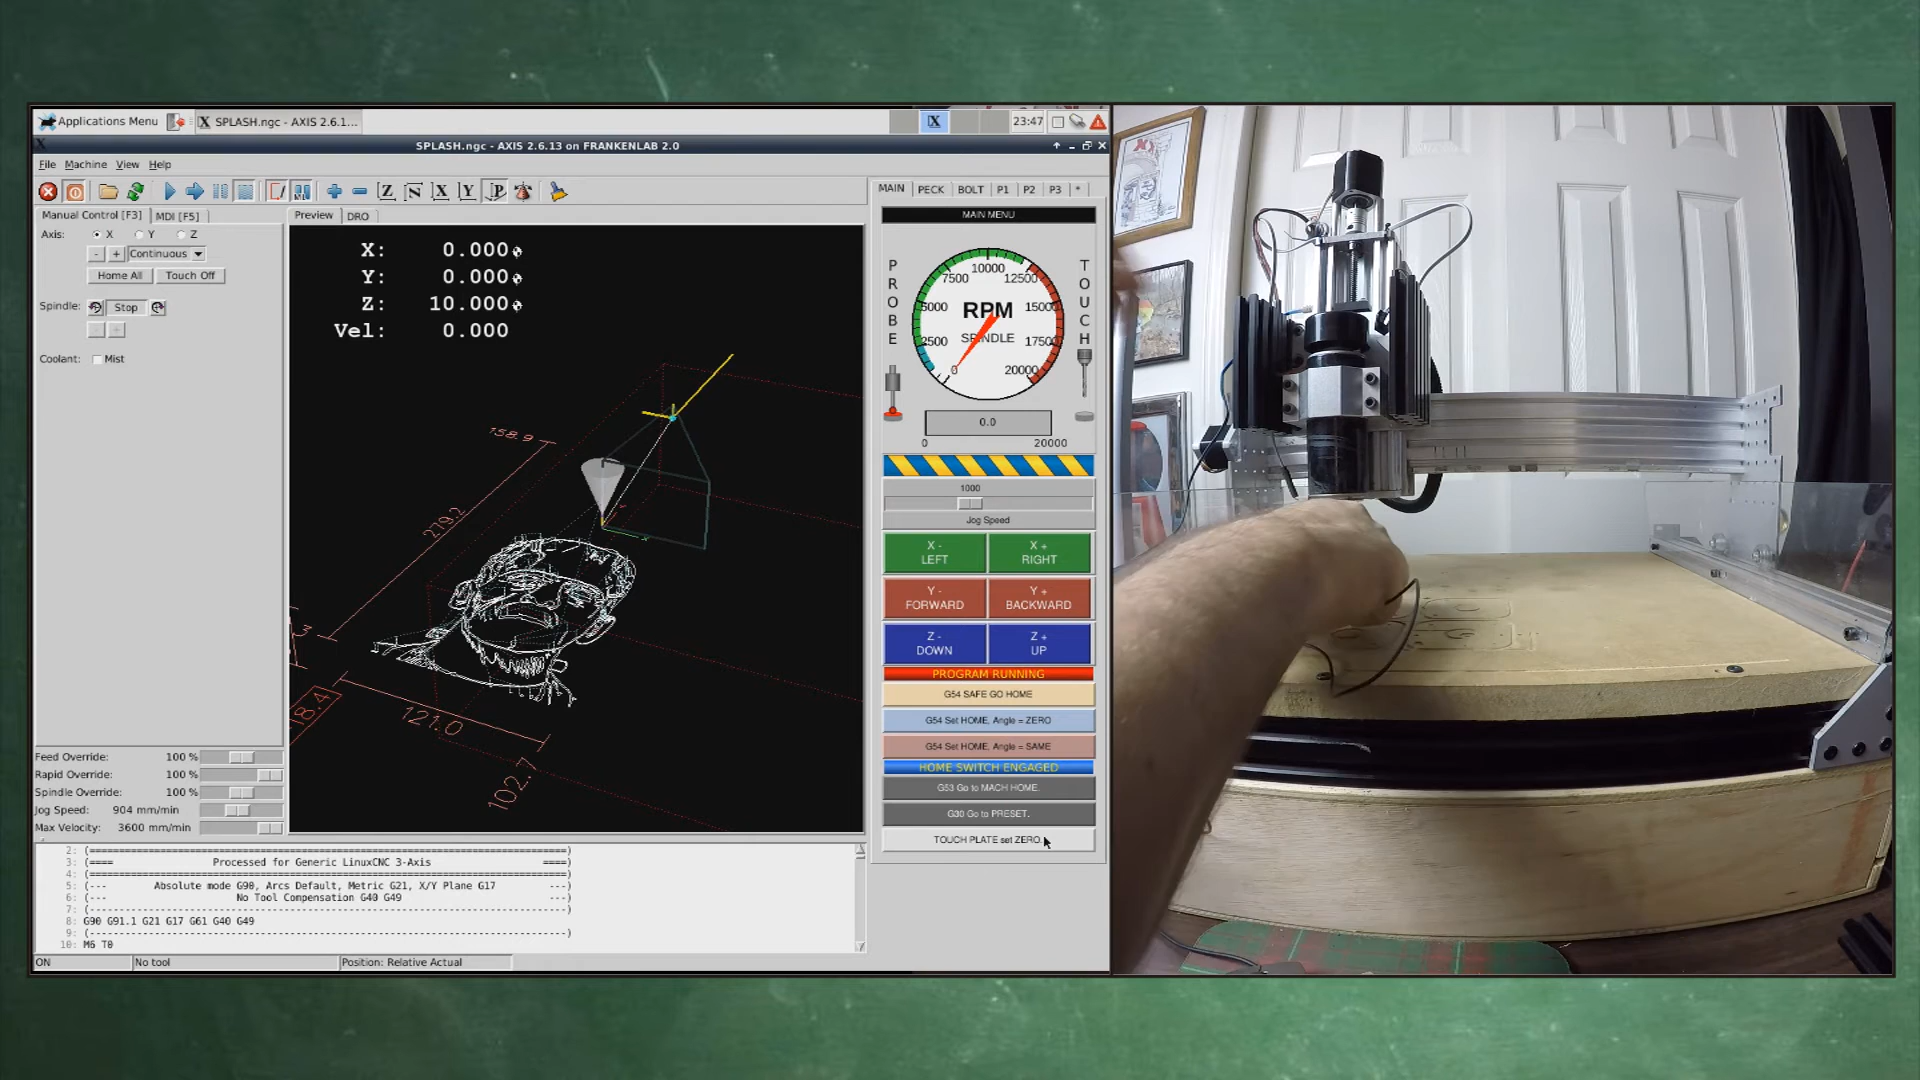 Applications Menu
SPLASH.ngc - AXIS 2.6.1...
23:47
SPLASH.ngc - AXIS 2.6.13 on FRANKENLAB 2.0
File Machine View Help
Manual Control [F3] MDI [F5]
Axis: X Y Z
- + Continuous
Home All Touch Off
Spindle: Stop
- +
Coolant: Mist
Feed Override: 100 %
Rapid Override: 100 %
Spindle Override: 100 %
Jog Speed: 904 mm/min
Max Velocity: 3600 mm/min
Preview DRO
X: 0.000
Y: 0.000
Z: 10.000
Vel: 0.000
158.9
279.2
121.0
102.7
MAIN PECK BOLT P1 P2 P3 *
MAIN MENU
PROBE
TOUCH
0
2500
5000
7500
10000
12500
15000
17500
20000
RPM
SPINDLE
0.0
0 20000
1000
Jog Speed
X -
LEFT
X +
RIGHT
Y -
FORWARD
Y +
BACKWARD
Z -
DOWN
Z +
UP
PROGRAM RUNNING
G54 SAFE GO HOME
G54 Set HOME, Angle = ZERO
G54 Set HOME, Angle = SAME
HOME SWITCH ENGAGED
G53 Go to MACH HOME.
G30 Go to PRESET.
TOUCH PLATE set ZERO.
2: (==================================================)
3: (==== Processed for Generic LinuxCNC 3-Axis ====)
4: (==================================================)
5: (--- Absolute mode G90, Arcs Default, Metric G21, X/Y Plane G17 ---)
6: (--- No Tool Compensation G40 G49 ---)
7: (--------------------------------------------------)
8: G90 G91.1 G21 G17 G61 G40 G49
9: (--------------------------------------------------)
10: M6 T0
ON No tool Position: Relative Actual